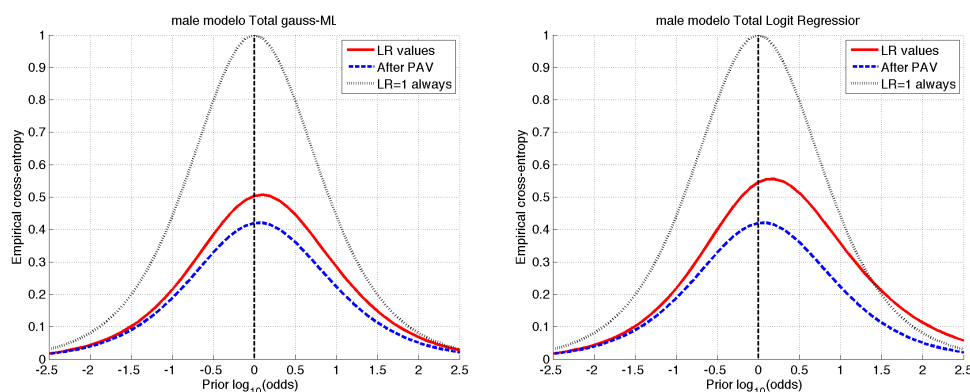 male modelo Total gauss-ML
1
0.9
0.8
0.7
0.6
0.5
0.4
0.3
0.2
0.1
0
Empirical cross-entropy
LR values
After PAV
LR=1 always
-2.5 -2 -1.5 -1 -0.5 0 0.5 1 1.5 2 2.5
Prior log10(odds)
male modelo Total Logit Regressior
1
0.9
0.8
0.7
0.6
0.5
0.4
0.3
0.2
0.1
0
Empirical cross-entropy
LR values
After PAV
LR=1 always
-2.5 -2 -1.5 -1 -0.5 0 0.5 1 1.5 2 2.5
Prior log10(odds)